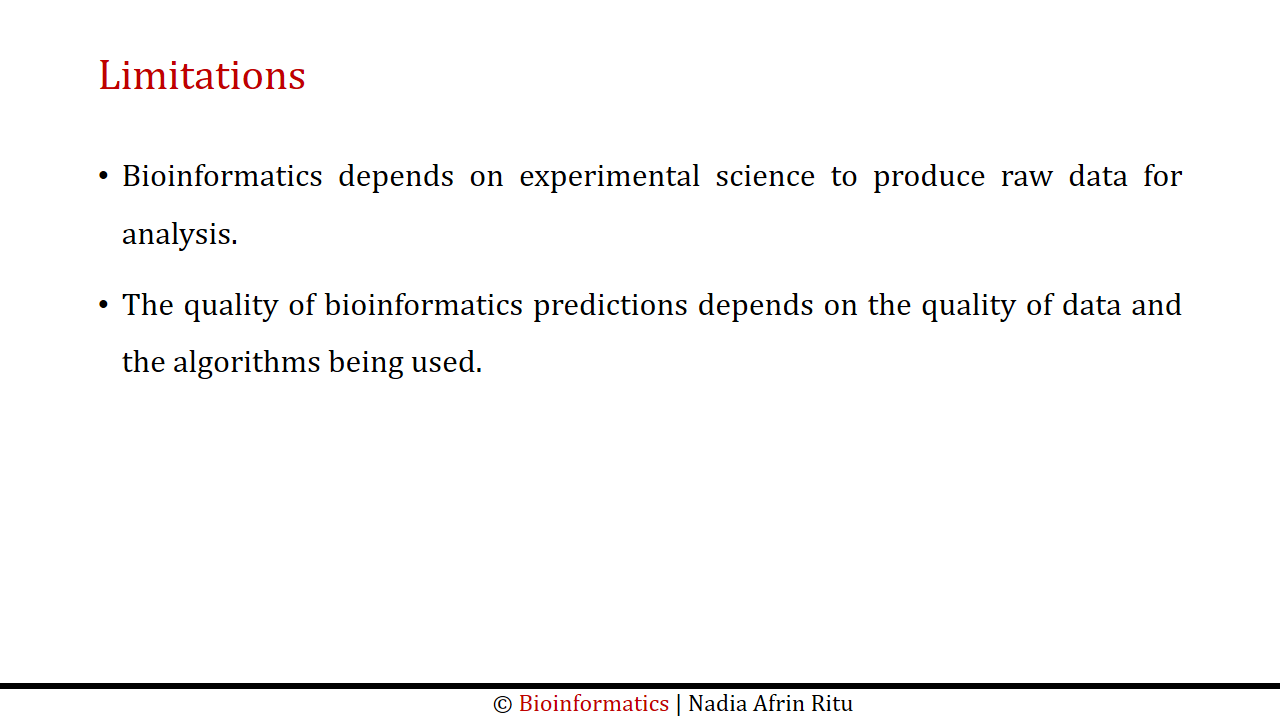 Limitations
• Bioinformatics depends on experimental science to produce raw data for
analysis.
• The quality of bioinformatics predictions depends on the quality of data and
the algorithms being used.
© Bioinformatics | Nadia Afrin Ritu